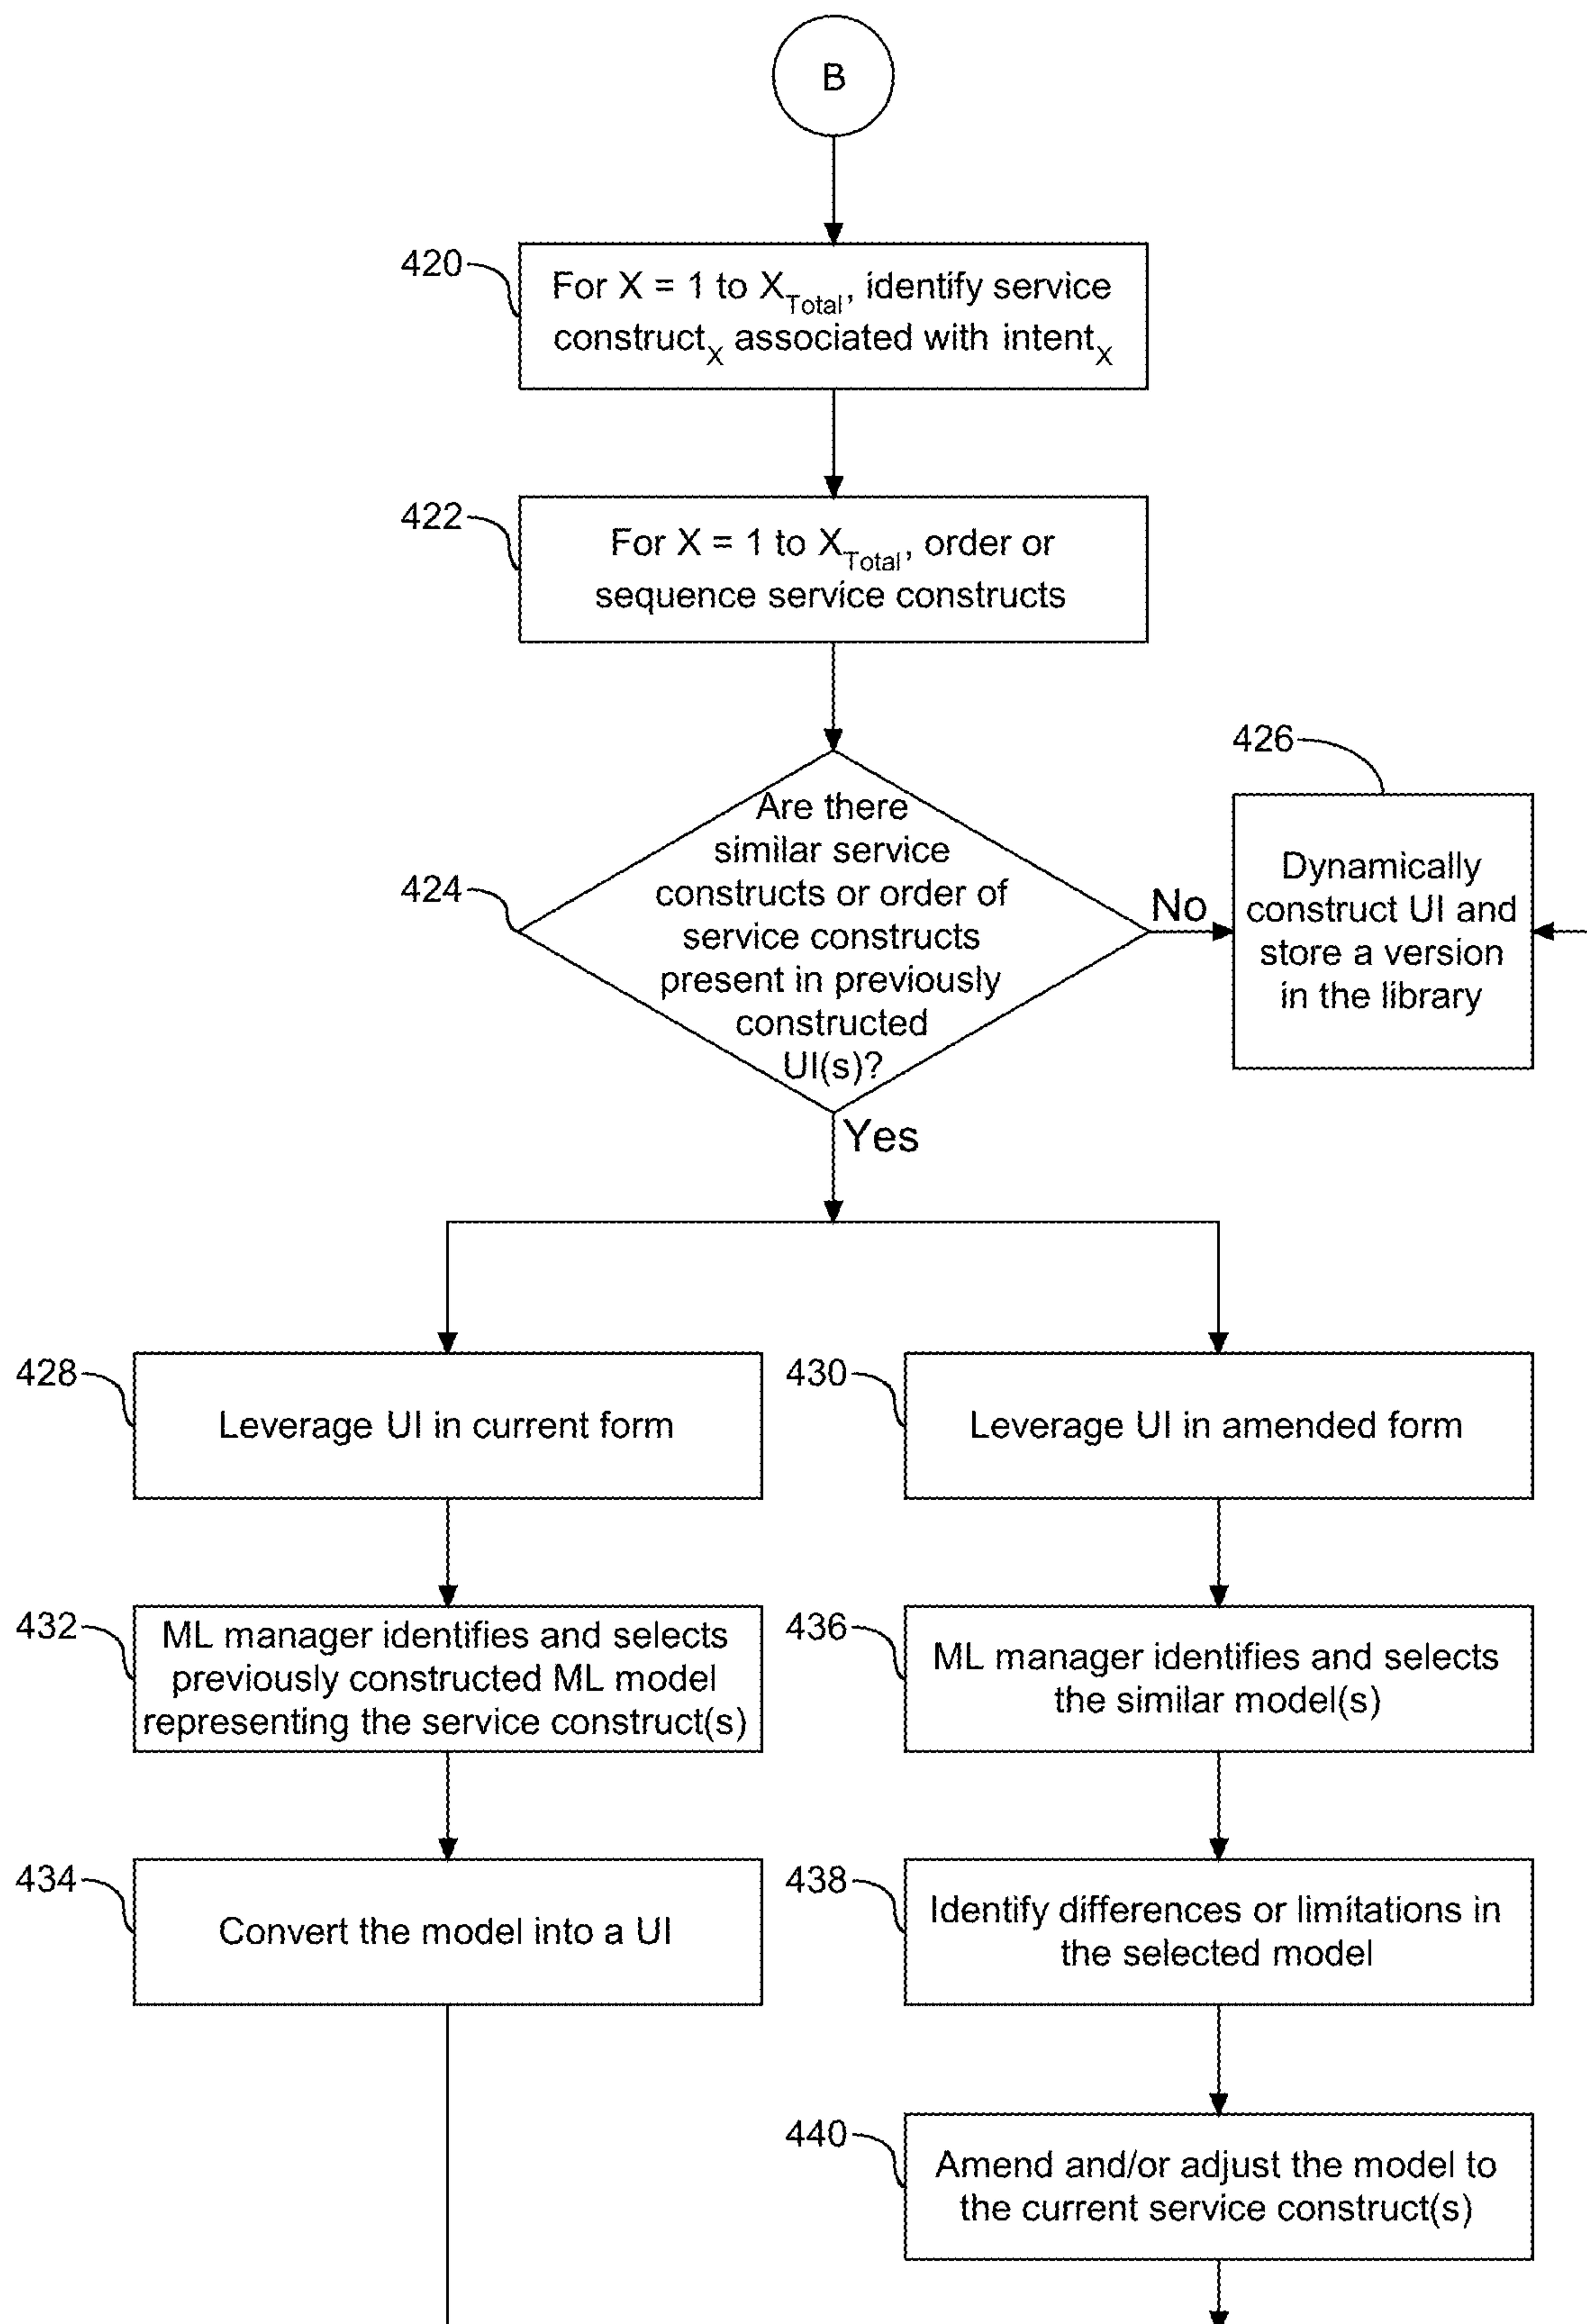 B
420
For X = 1 to X_Total, identify service
construct_X associated with intent_X
422
For X = 1 to X_Total, order or
sequence service constructs
424
Are there
similar service
constructs or order of
service constructs
present in previously
constructed
UI(s)?
No
426
Dynamically
construct UI and
store a version
in the library
Yes
428
Leverage UI in current form
430
Leverage UI in amended form
432
ML manager identifies and selects
previously constructed ML model
representing the service construct(s)
436
ML manager identifies and selects
the similar model(s)
434
Convert the model into a UI
438
Identify differences or limitations in
the selected model
440
Amend and/or adjust the model to
the current service construct(s)